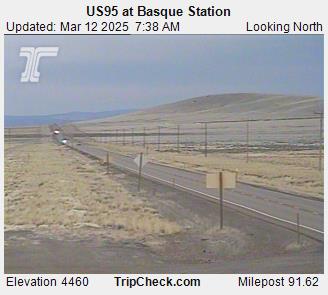 US95 at Basque Station
Updated: Mar 12 2025 7:38 AM Looking North
Elevation 4460 TripCheck.com Milepost 91.62